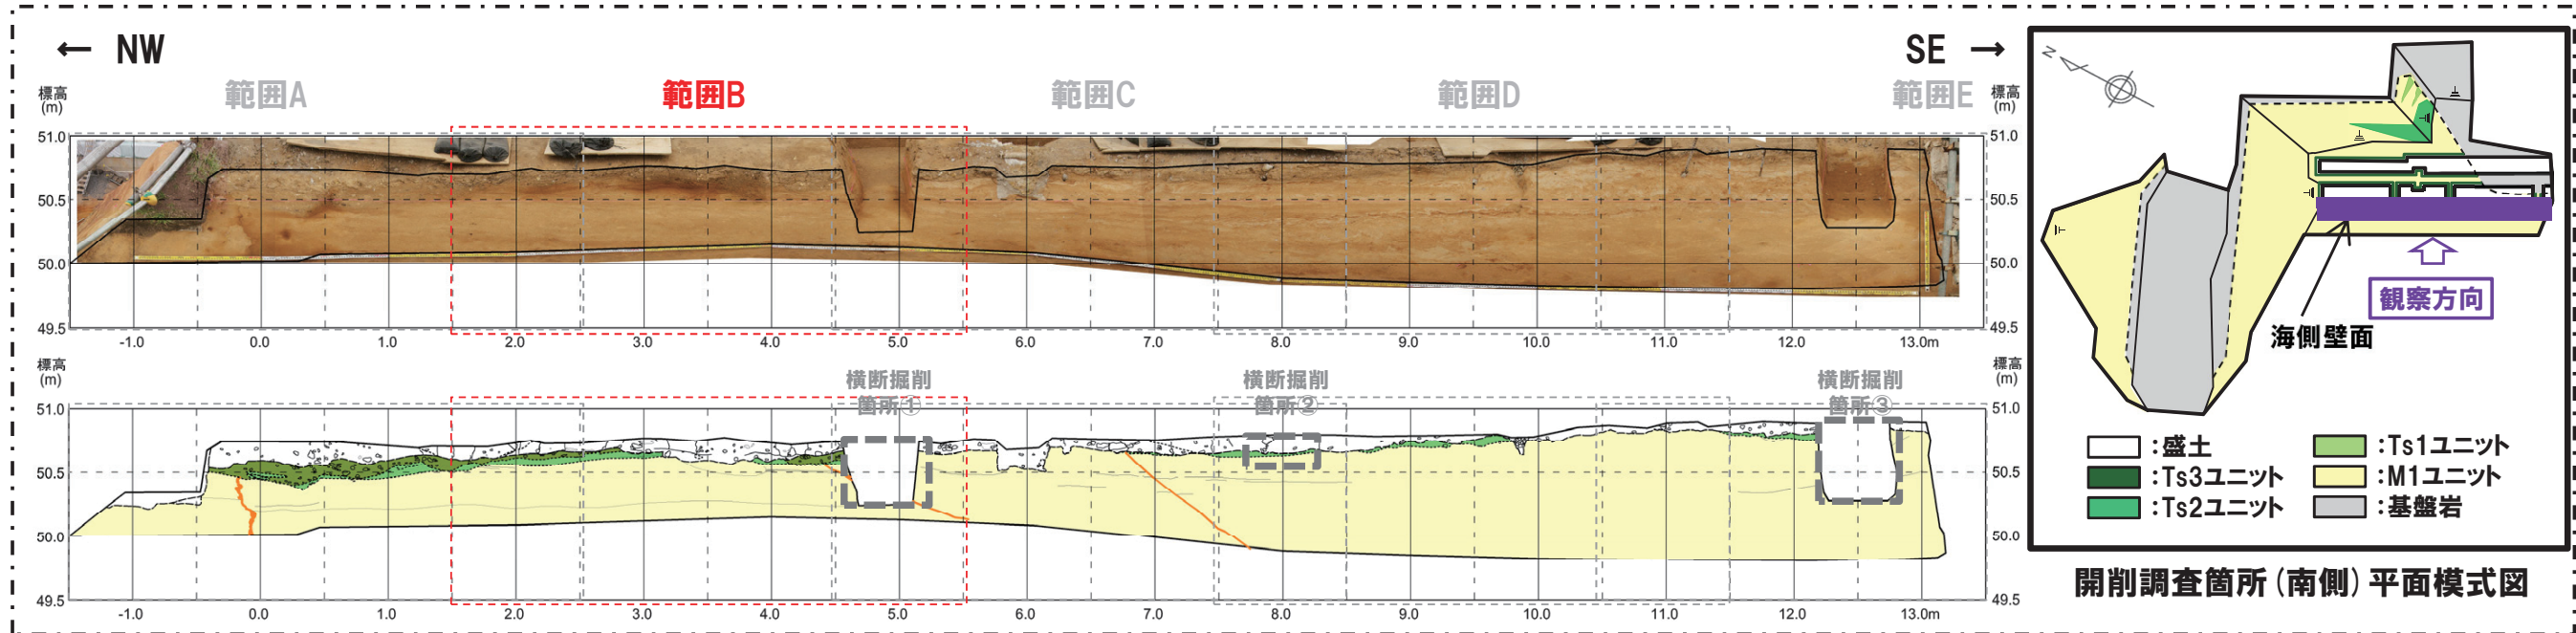 ← NW
SE →
範囲A
範囲B
範囲C
範囲D
範囲E
標高
(m)
標高
(m)
51.0
50.5
50.0
49.5
51.0
50.5
50.0
49.5
-1.0 0.0 1.0 2.0 3.0 4.0 5.0 6.0 7.0 8.0 9.0 10.0 11.0 12.0 13.0m
標高
(m)
標高
(m)
横断掘削
箇所①
横断掘削
箇所②
横断掘削
箇所③
51.0
50.5
50.0
49.5
51.0
50.5
50.0
49.5
-1.0 0.0 1.0 2.0 3.0 4.0 5.0 6.0 7.0 8.0 9.0 10.0 11.0 12.0 13.0m
N
観察方向
海側壁面
:盛土
:Ts3ユニット
:Ts2ユニット
:Ts1ユニット
:M1ユニット
:基盤岩
開削調査箇所(南側)平面模式図